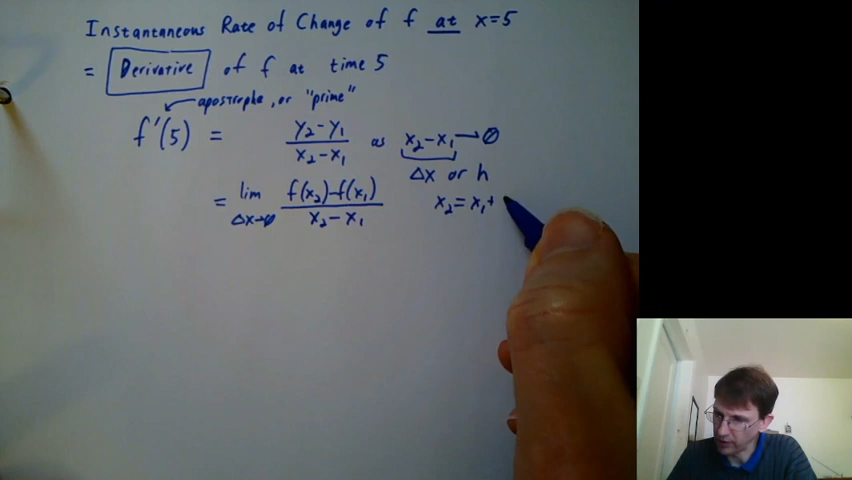 Instantaneous Rate of Change of f at x=5
= Derivative of f at time 5
apostrophe, or "prime"
f'(5) = y₂-y₁/x₂-x₁ as x₂-x₁→0
Δx or h
= lim Δx→0 f(x₂)-f(x₁)/x₂-x₁
x₂=x₁+